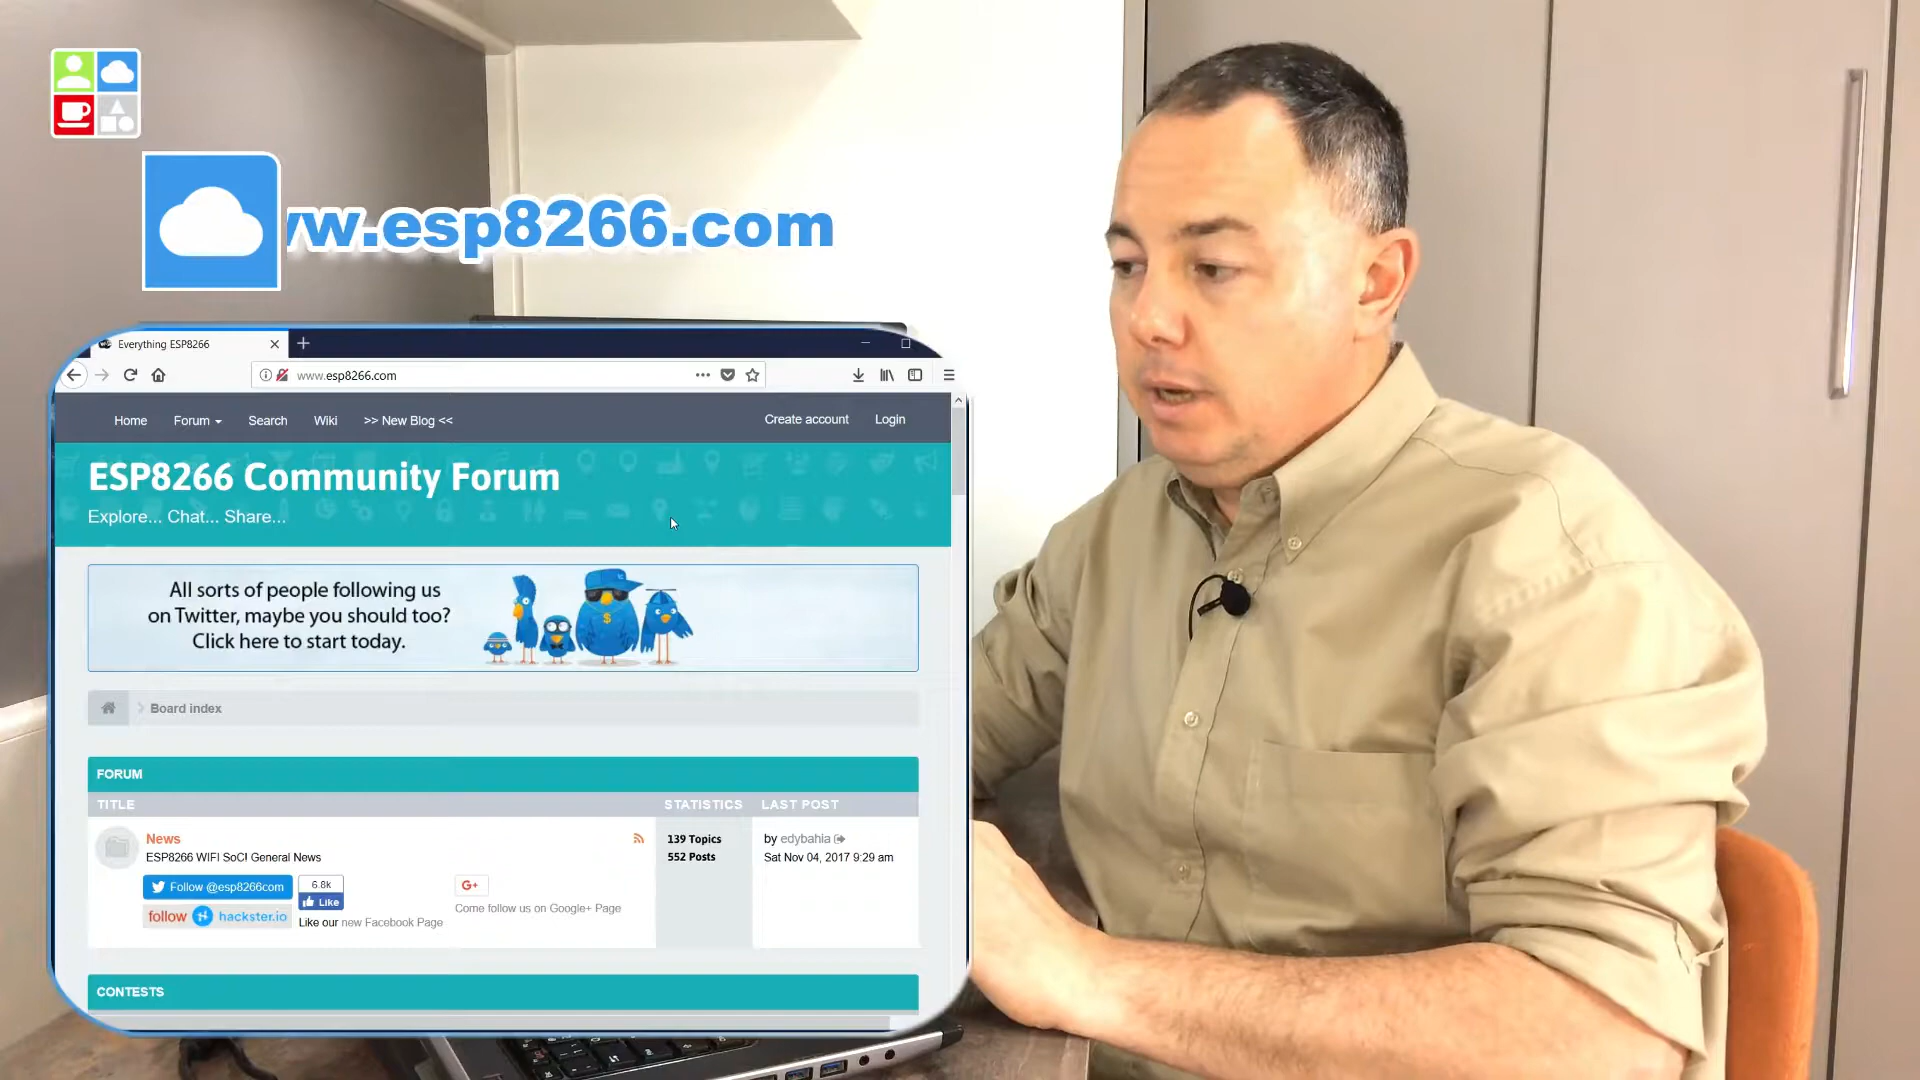 ww.esp8266.com
Everything ESP8266
www.esp8266.com
Home Forum Search Wiki >> New Blog << Create account Login
ESP8266 Community Forum
Explore... Chat... Share...
All sorts of people following us
on Twitter, maybe you should too?
Click here to start today.
Board index
FORUM
TITLE STATISTICS LAST POST
News 139 Topics by edybahia
ESP8266 WIFI SoC! General News 552 Posts Sat Nov 04, 2017 9:29 am
Follow @esp8266com 6.8k G+
Like
follow hackster.io Come follow us on Google+ Page
Like our new Facebook Page
CONTESTS